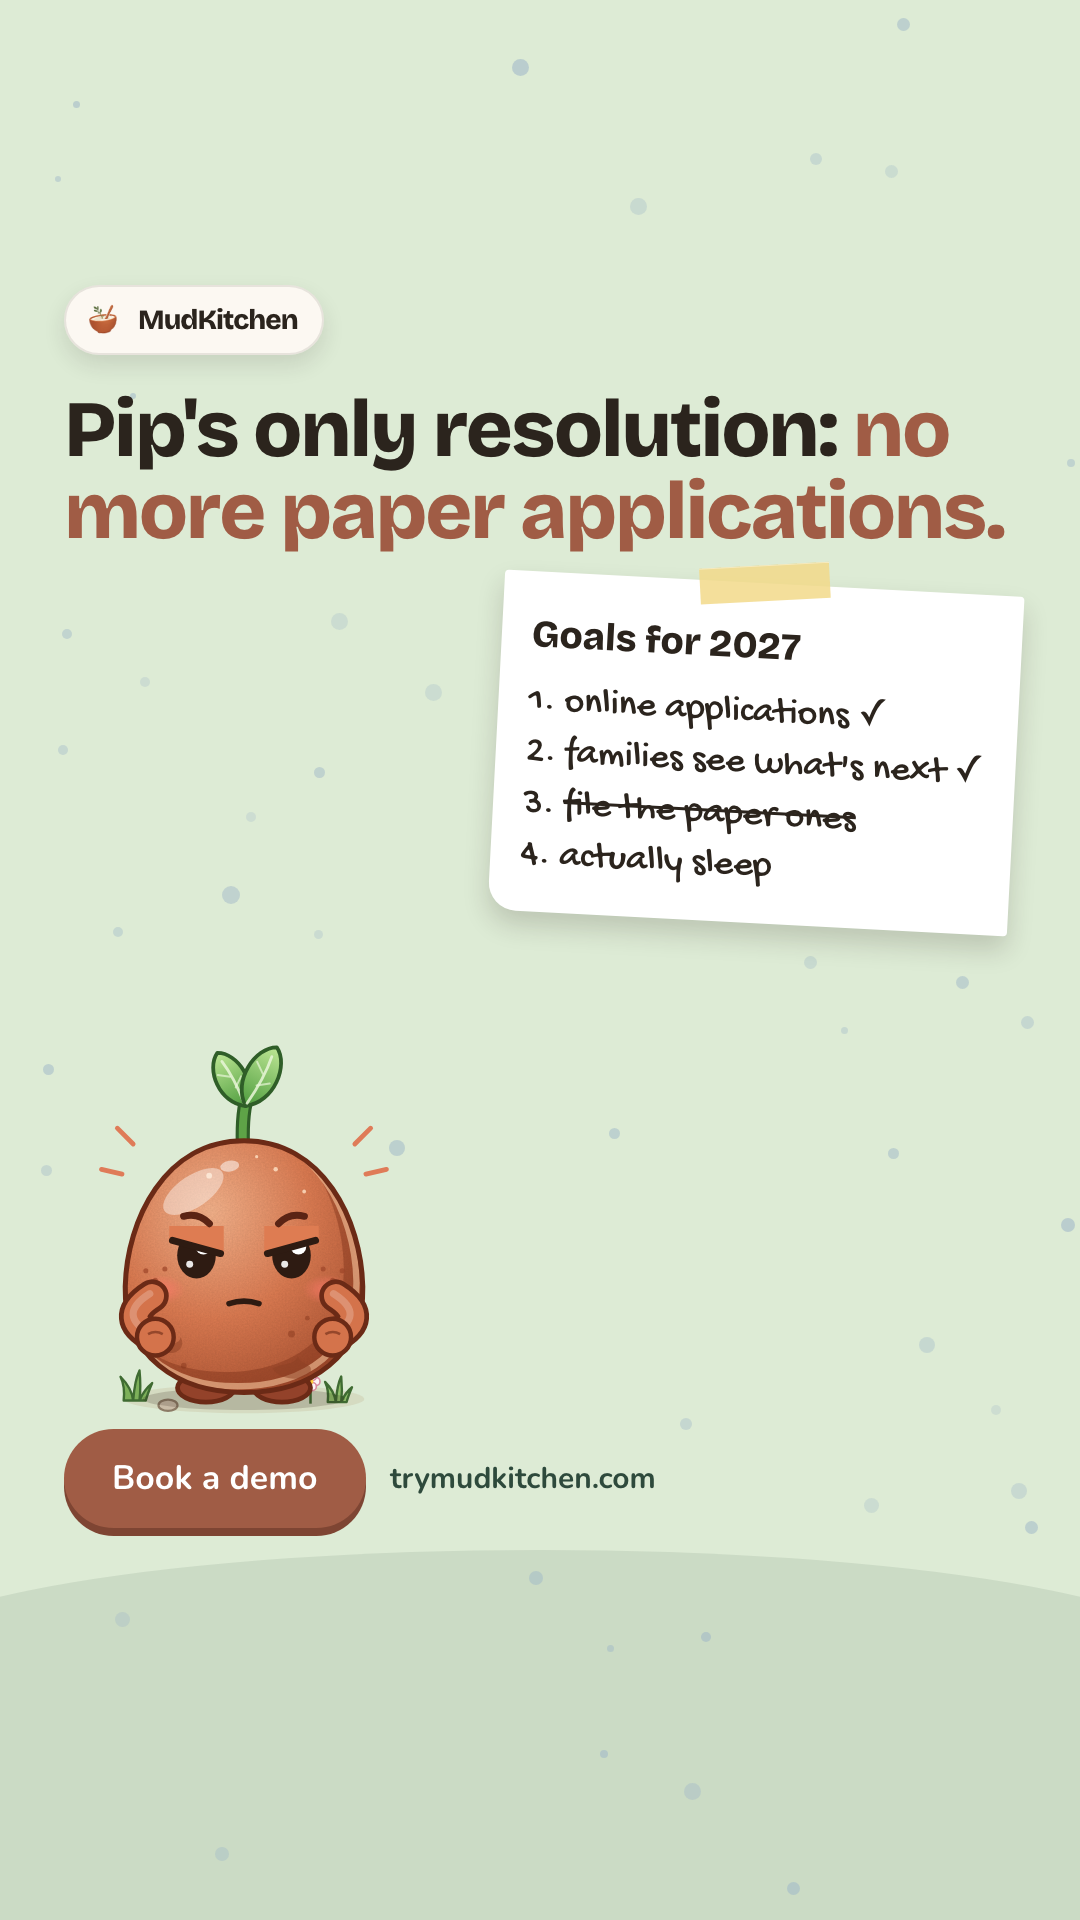 MudKitchen
Pip's only resolution: no
more paper applications.
Goals for 2027
1. online applications ✓
2. families see what's next ✓
3. file the paper ones
4. actually sleep
Book a demo
trymudkitchen.com